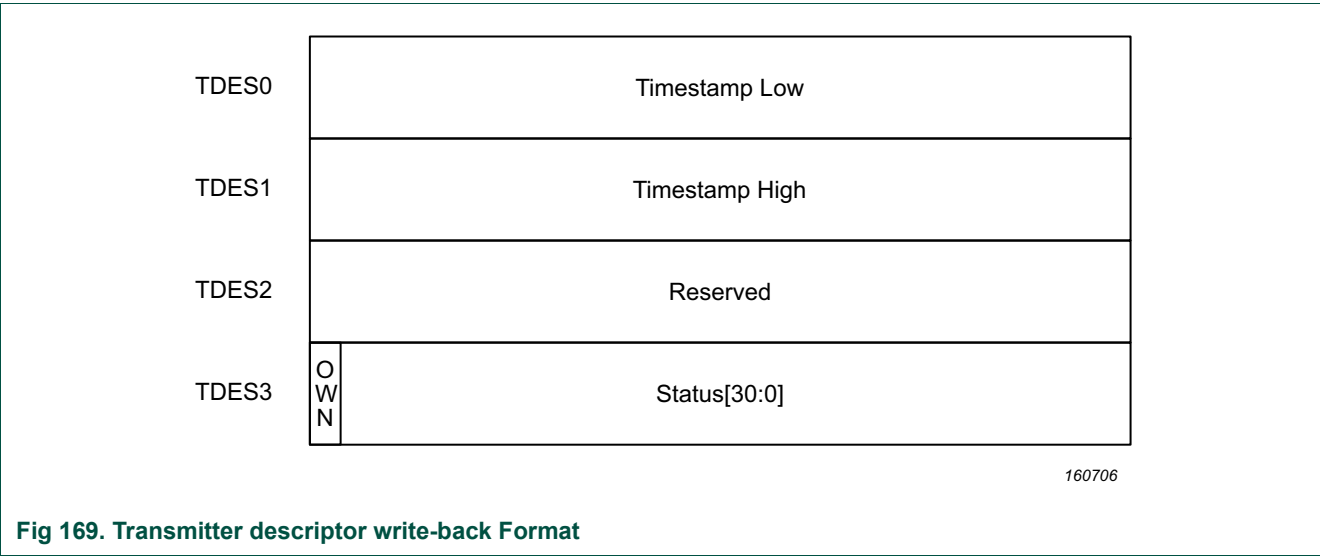 TDES0 Timestamp Low
TDES1 Timestamp High
TDES2 Reserved
TDES3 OWN Status[30:0]
160706
Fig 169. Transmitter descriptor write-back Format